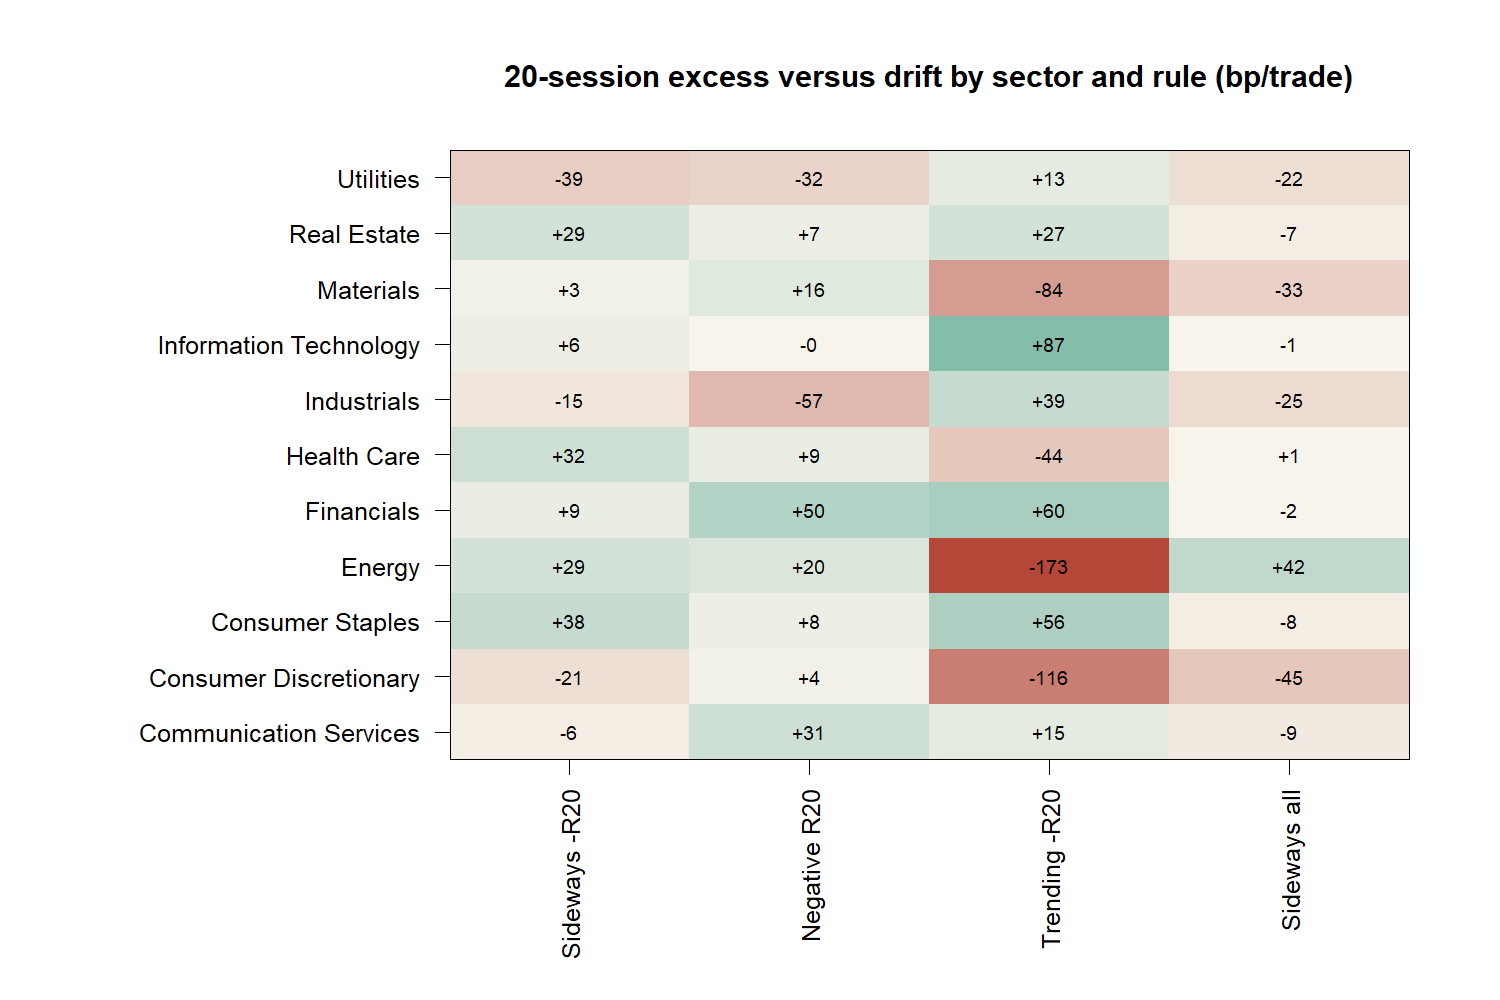 20-session excess versus drift by sector and rule (bp/trade)
Utilities -39 -32 +13 -22
Real Estate +29 +7 +27 -7
Materials +3 +16 -84 -33
Information Technology +6 -0 +87 -1
Industrials -15 -57 +39 -25
Health Care +32 +9 -44 +1
Financials +9 +50 +60 -2
Energy +29 +20 -173 +42
Consumer Staples +38 +8 +56 -8
Consumer Discretionary -21 +4 -116 -45
Communication Services -6 +31 +15 -9
Sideways -R20
Negative R20
Trending -R20
Sideways all